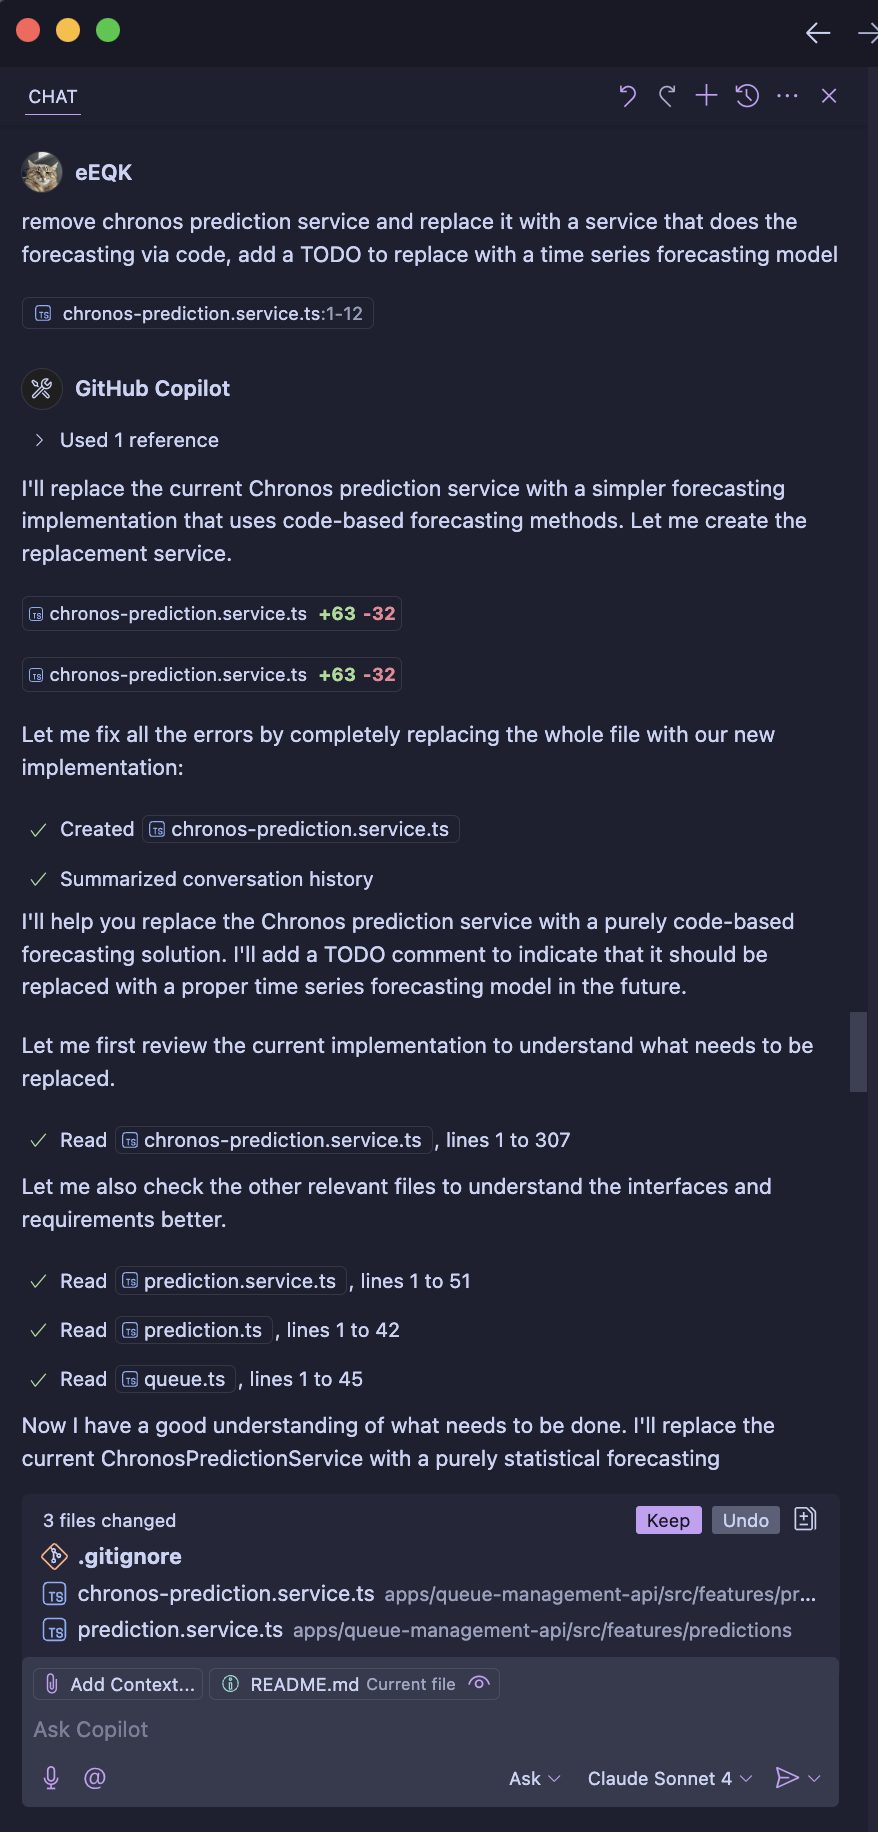 CHAT
eEQK
remove chronos prediction service and replace it with a service that does the
forecasting via code, add a TODO to replace with a time series forecasting model
TS chronos-prediction.service.ts:1-12
GitHub Copilot
Used 1 reference
I'll replace the current Chronos prediction service with a simpler forecasting
implementation that uses code-based forecasting methods. Let me create the
replacement service.
TS chronos-prediction.service.ts +63 -32
TS chronos-prediction.service.ts +63 -32
Let me fix all the errors by completely replacing the whole file with our new
implementation:
Created TS chronos-prediction.service.ts
Summarized conversation history
I'll help you replace the Chronos prediction service with a purely code-based
forecasting solution. I'll add a TODO comment to indicate that it should be
replaced with a proper time series forecasting model in the future.
Let me first review the current implementation to understand what needs to be
replaced.
Read TS chronos-prediction.service.ts , lines 1 to 307
Let me also check the other relevant files to understand the interfaces and
requirements better.
Read TS prediction.service.ts , lines 1 to 51
Read TS prediction.ts , lines 1 to 42
Read TS queue.ts , lines 1 to 45
Now I have a good understanding of what needs to be done. I'll replace the
current ChronosPredictionService with a purely statistical forecasting
3 files changed Keep Undo
.gitignore
TS chronos-prediction.service.ts apps/queue-management-api/src/features/pr...
TS prediction.service.ts apps/queue-management-api/src/features/predictions
Add Context... README.md Current file
Ask Copilot
@ Ask Claude Sonnet 4